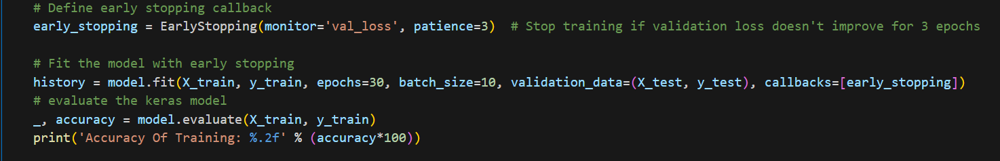 # Define early stopping callback
early_stopping = EarlyStopping(monitor='val_loss', patience=3)  # Stop training if validation loss doesn't improve for 3 epochs
# Fit the model with early stopping
history = model.fit(X_train, y_train, epochs=30, batch_size=10, validation_data=(X_test, y_test), callbacks=[early_stopping])
# evaluate the keras model
_, accuracy = model.evaluate(X_train, y_train)
print('Accuracy Of Training: %.2f' % (accuracy*100))